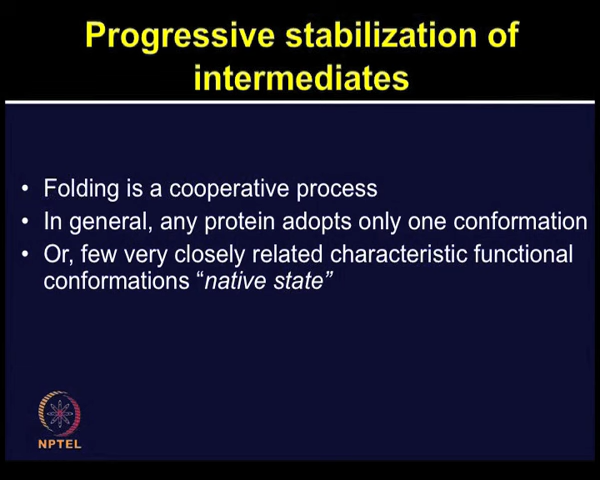 Progressive stabilization of
intermediates
• Folding is a cooperative process
• In general, any protein adopts only one conformation
• Or, few very closely related characteristic functional
conformations “native state”
NPTEL